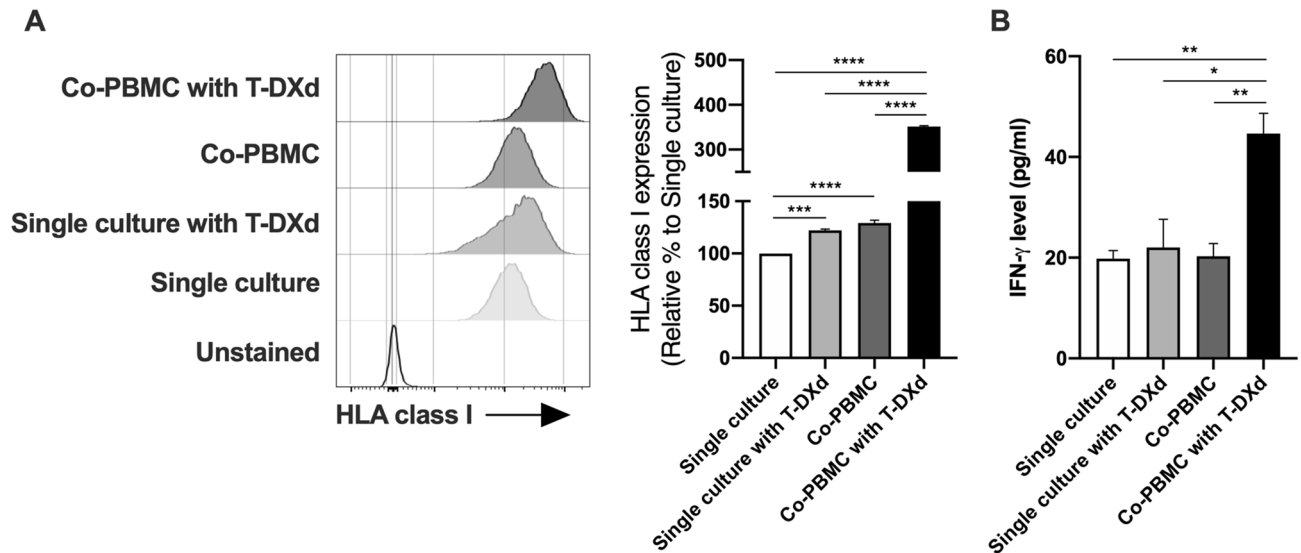 A
Co-PBMC with T-DXd
Co-PBMC
Single culture with T-DXd
Single culture
Unstained
HLA class I
HLA class I expression
(Relative % to Single culture)
500
400
300
150
100
50
0
****
****
****
****
***
Single culture
Single culture with T-DXd
Co-PBMC
Co-PBMC with T-DXd
B
IFN-γ level (pg/ml)
60
40
20
0
**
*
**
Single culture
Single culture with T-DXd
Co-PBMC
Co-PBMC with T-DXd